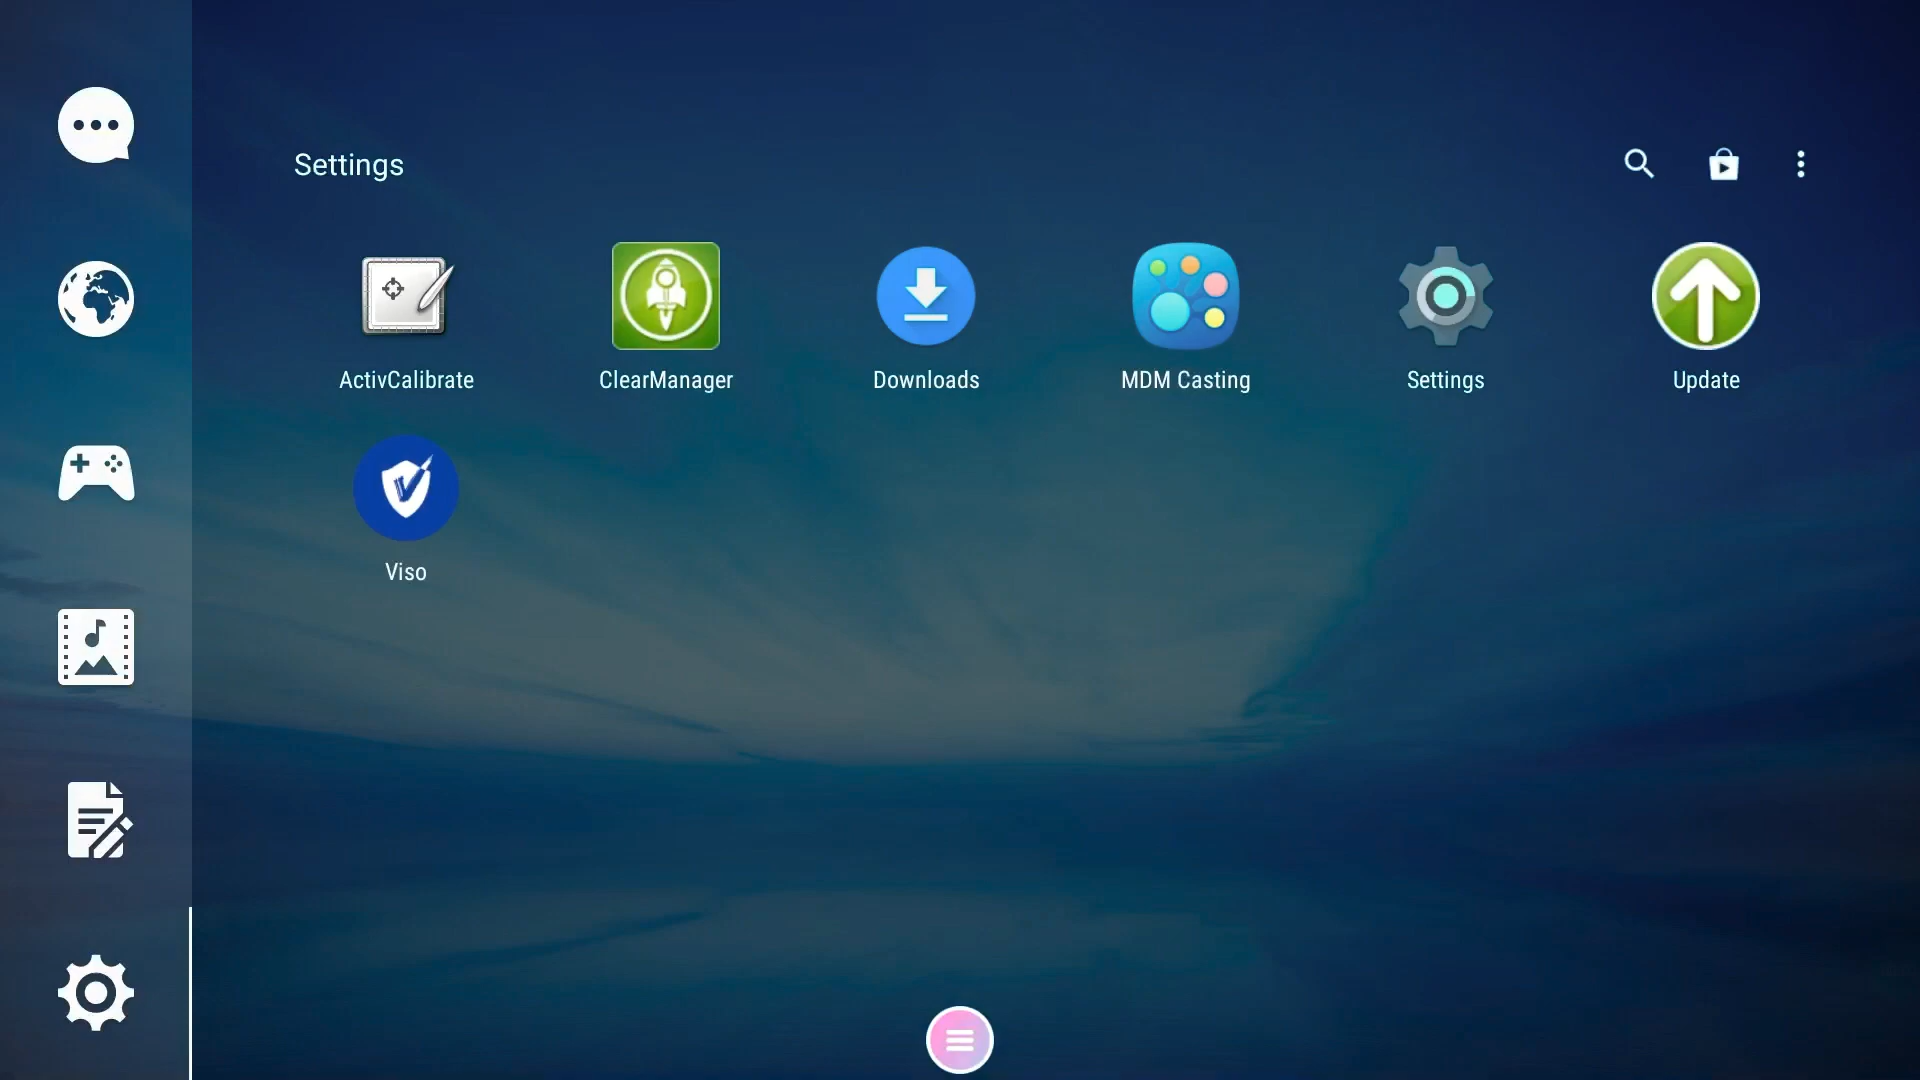 Settings
ActivCalibrate
ClearManager
Downloads
MDM Casting
Settings
Update
Viso